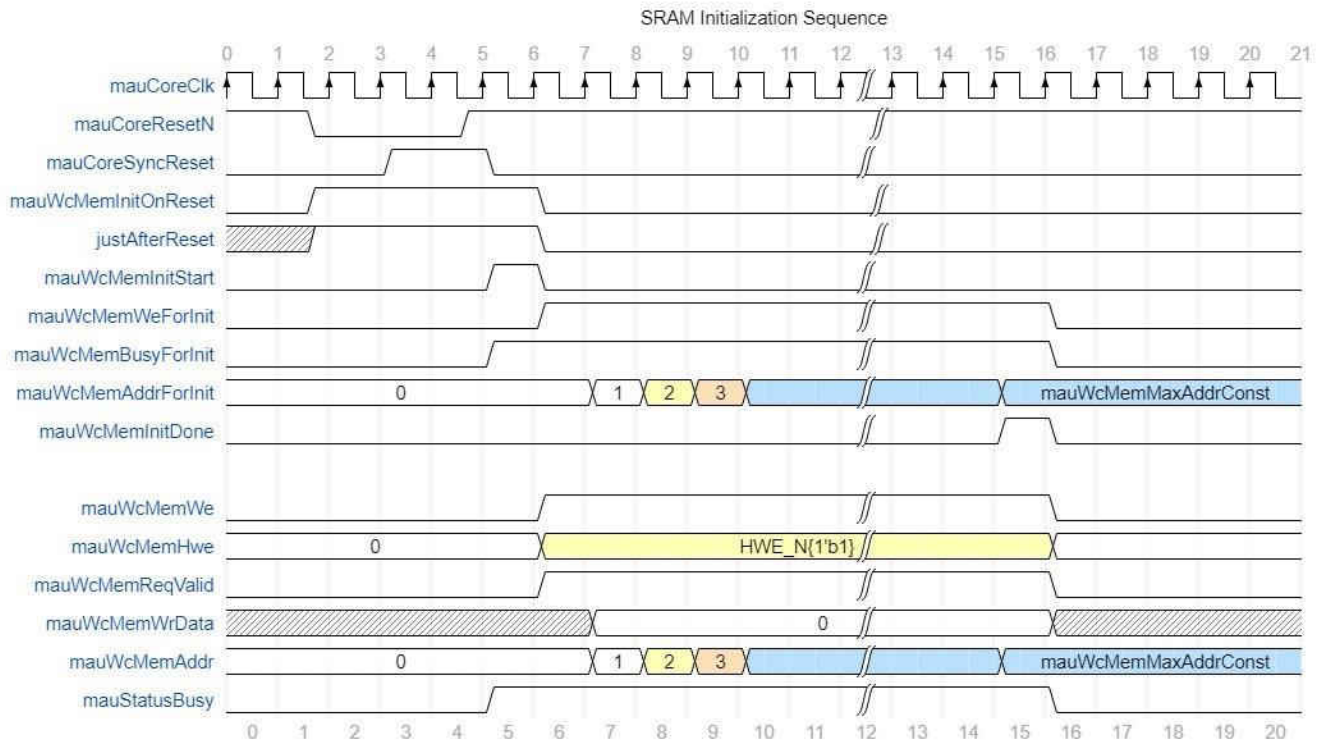 SRAM Initialization Sequence
0 1 2 3 4 5 6 7 8 9 10 11 12 13 14 15 16 17 18 19 20 21
mauCoreClk
mauCoreResetN
mauCoreSyncReset
mauWcMemInitOnReset
justAfterReset
mauWcMemInitStart
mauWcMemWeForInit
mauWcMemBusyForInit
mauWcMemAddrForInit 0 1 2 3 mauWcMemMaxAddrConst
mauWcMemInitDone
mauWcMemWe
mauWcMemHwe 0 HWE_N{1'b1}
mauWcMemReqValid
mauWcMemWrData 0
mauWcMemAddr 0 1 2 3 mauWcMemMaxAddrConst
mauStatusBusy
0 1 2 3 4 5 6 7 8 9 10 11 12 13 14 15 16 17 18 19 20